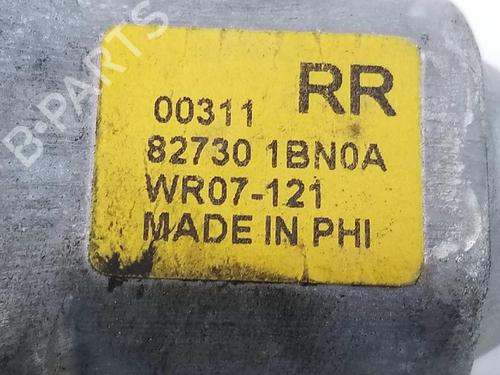 B-PARTS
RR
00311
82730 1BN0A
WR07-121
MADE IN PHI